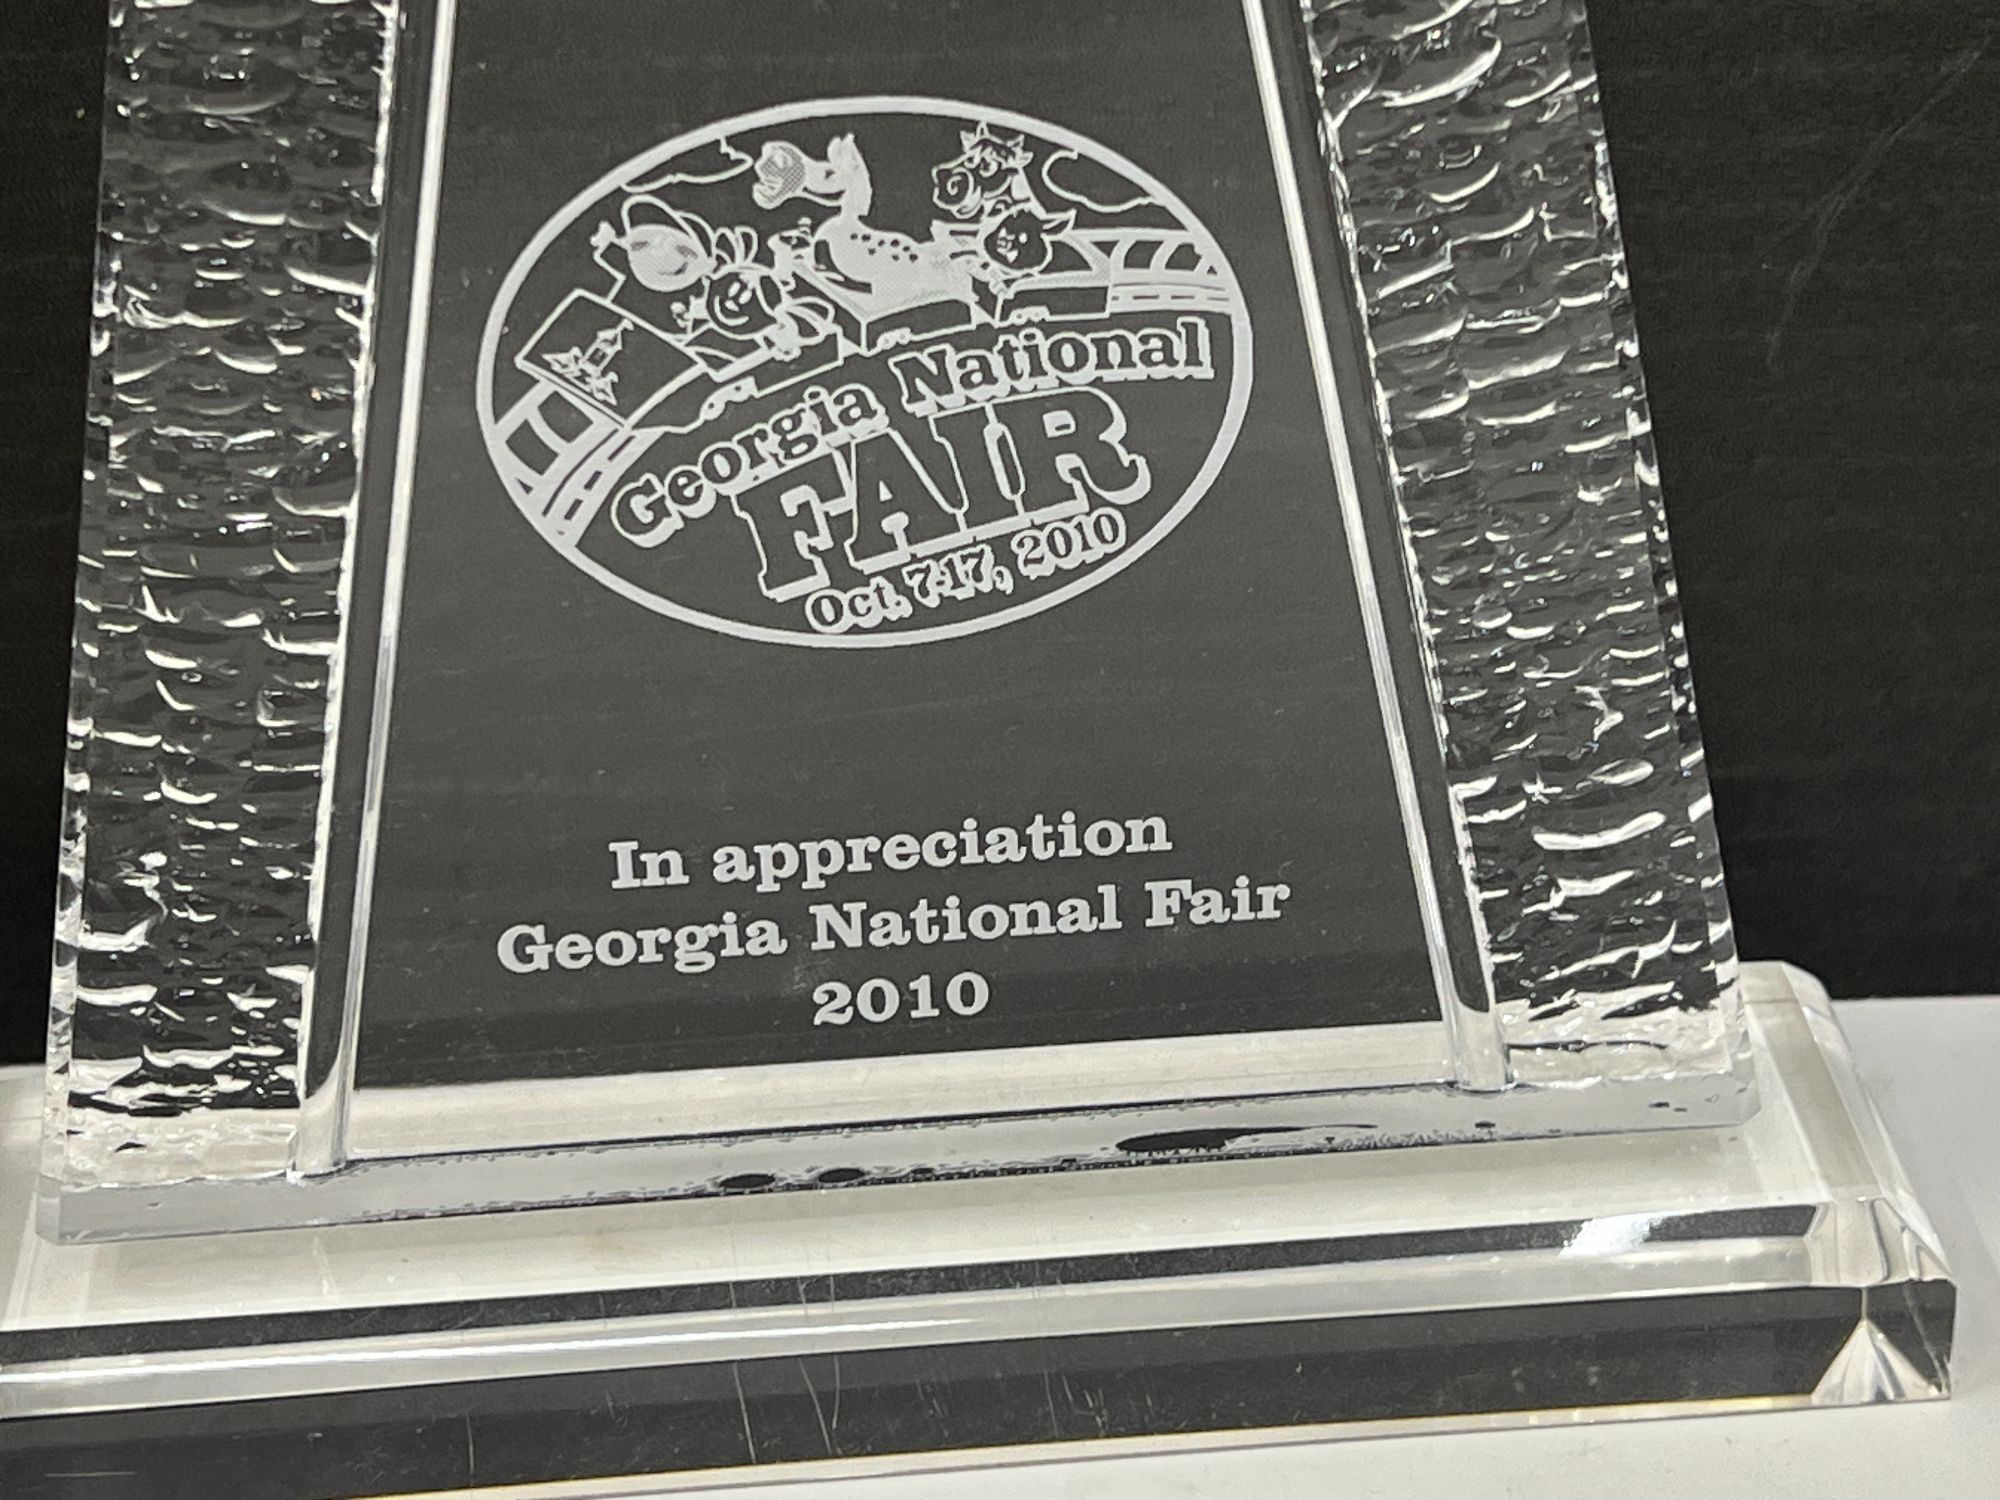 Georgia National
FAIR
Oct. 7-17, 2010
In appreciation
Georgia National Fair
2010